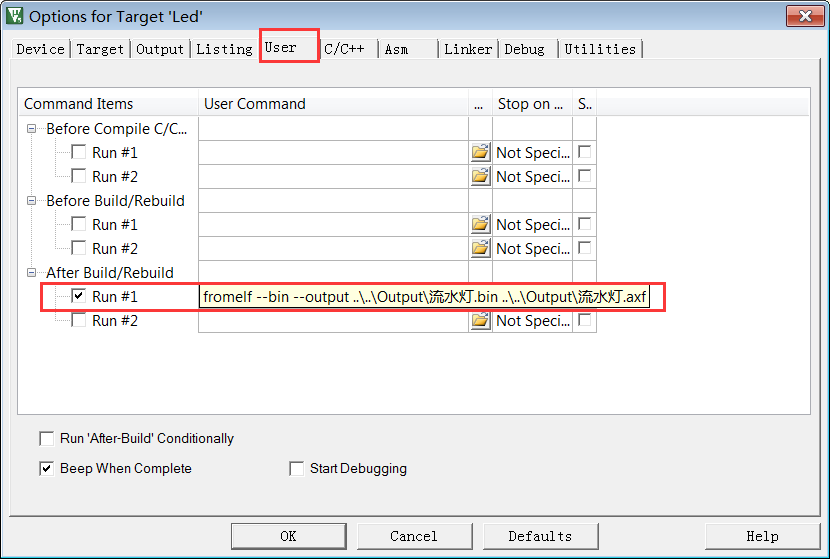 Options for Target 'Led'
Device Target Output Listing User C/C++ Asm Linker Debug Utilities
Command Items User Command ... Stop on ... S..
Before Compile C/C...
Run #1 Not Speci...
Run #2 Not Speci...
Before Build/Rebuild
Run #1 Not Speci...
Run #2 Not Speci...
After Build/Rebuild
Run #1 fromelf --bin --output ..\..\Output\流水灯.bin ..\..\Output\流水灯.axf
Run #2 Not Speci...
Run 'After-Build' Conditionally
Beep When Complete Start Debugging
OK Cancel Defaults Help